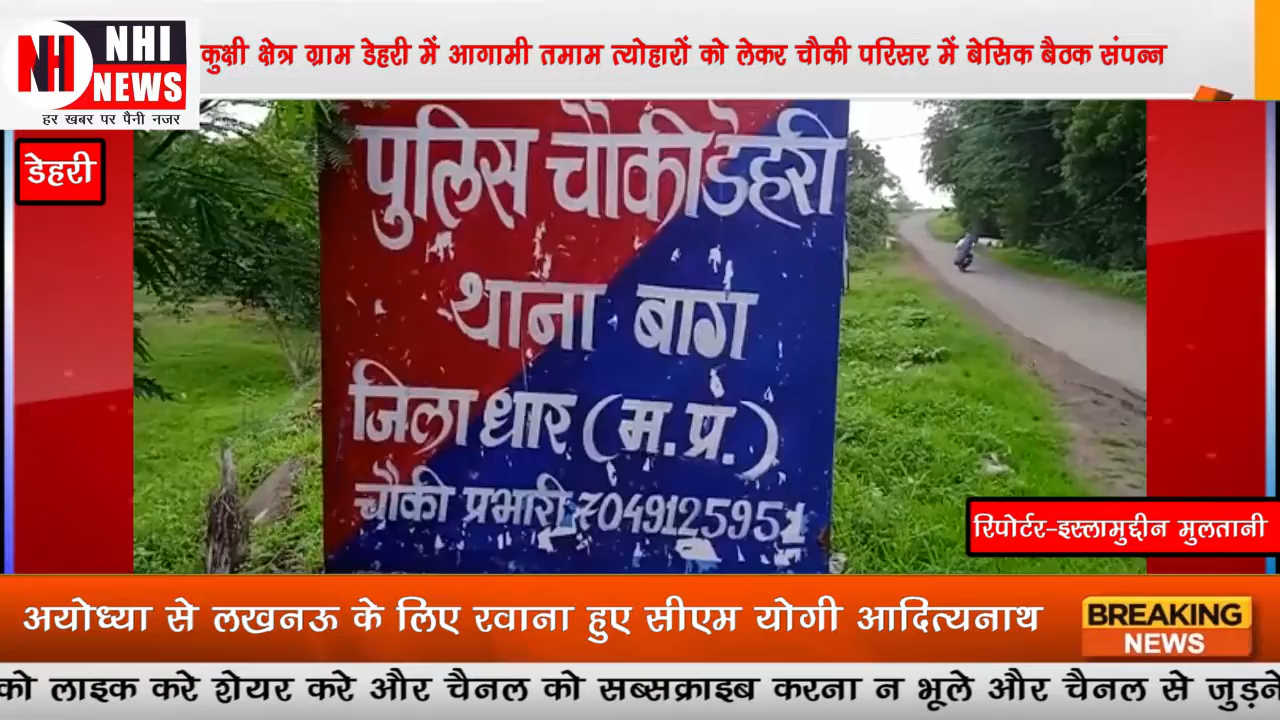 NHI
NEWS
हर खबर पर पैनी नजर
कुक्षी क्षेत्र ग्राम डेहरी में आगामी तमाम त्योहारों को लेकर चौकी परिसर में बेसिक बैठक संपन्न
डेहरी
पुलिस चौकी डेहरी
थाना बाग
जिला धार (म.प्र.)
चौकी प्रभारी 7049125951
रिपोर्टर-इस्लामुद्दीन मुलतानी
अयोध्या से लखनऊ के लिए रवाना हुए सीएम योगी आदित्यनाथ
BREAKING
NEWS
को लाइक करे शेयर करे और चैनल को सब्सक्राइब करना न भूले और चैनल से जुड़ने